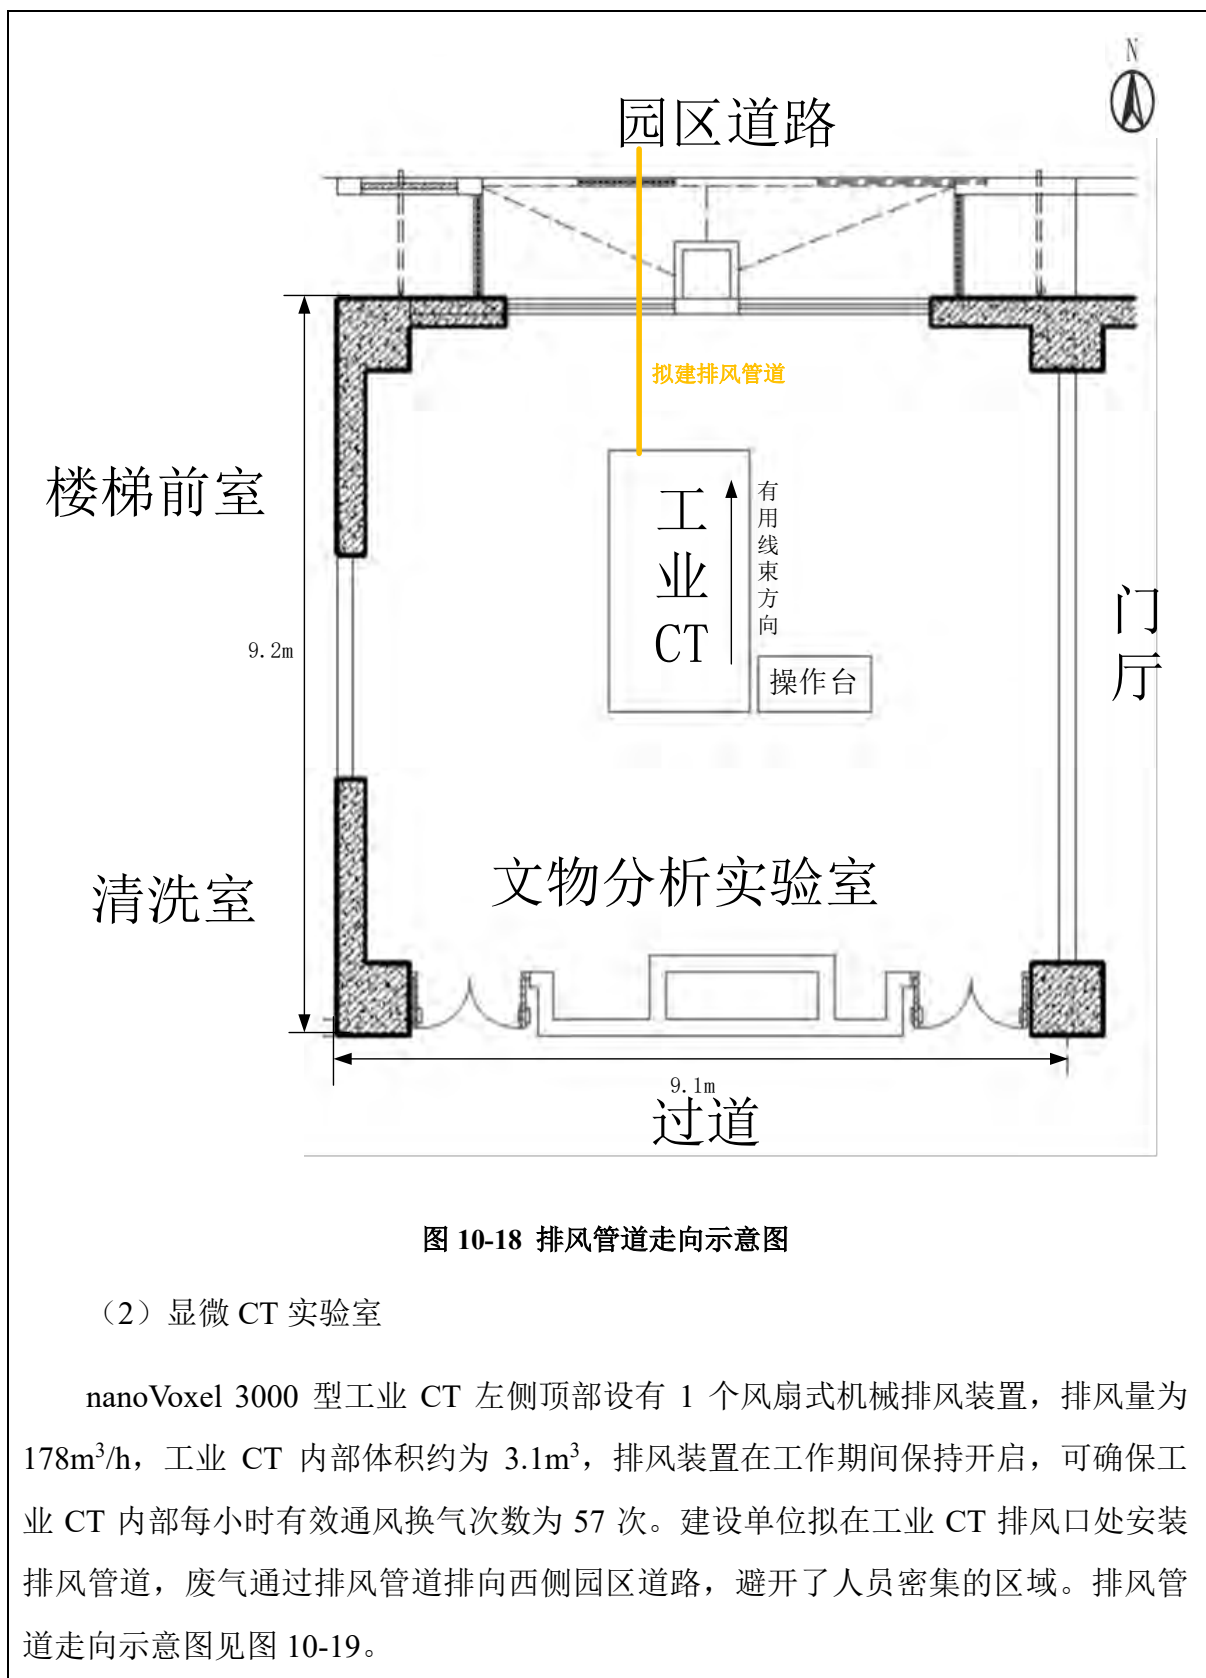 N
园区道路
拟建排风管道
楼梯前室
工业CT
有用线束方向
门厅
9.2m
操作台
文物分析实验室
清洗室
9.1m
过道
图 10-18 排风管道走向示意图
（2）显微 CT 实验室
nanoVoxel 3000 型工业 CT 左侧顶部设有 1 个风扇式机械排风装置，排风量为
178m³/h，工业 CT 内部体积约为 3.1m³，排风装置在工作期间保持开启，可确保工
业 CT 内部每小时有效通风换气次数为 57 次。建设单位拟在工业 CT 排风口处安装
排风管道，废气通过排风管道排向西侧园区道路，避开了人员密集的区域。排风管
道走向示意图见图 10-19。